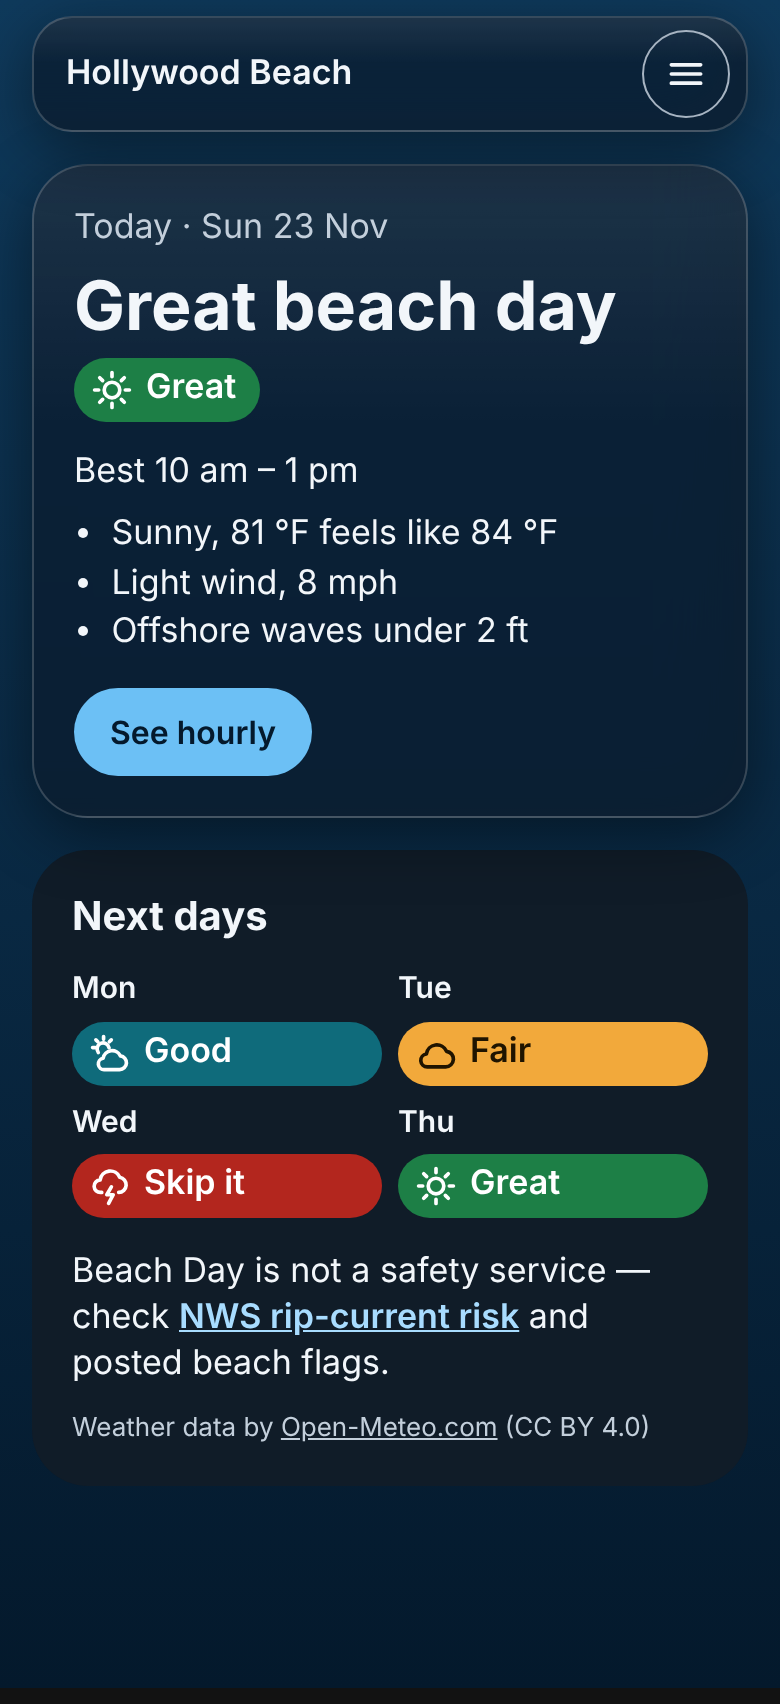 Hollywood Beach
Today · Sun 23 Nov
Great beach day
Great
Best 10 am – 1 pm
• Sunny, 81 °F feels like 84 °F
• Light wind, 8 mph
• Offshore waves under 2 ft
See hourly
Next days
Mon
Good
Tue
Fair
Wed
Skip it
Thu
Great
Beach Day is not a safety service —
check NWS rip-current risk and
posted beach flags.
Weather data by Open-Meteo.com (CC BY 4.0)